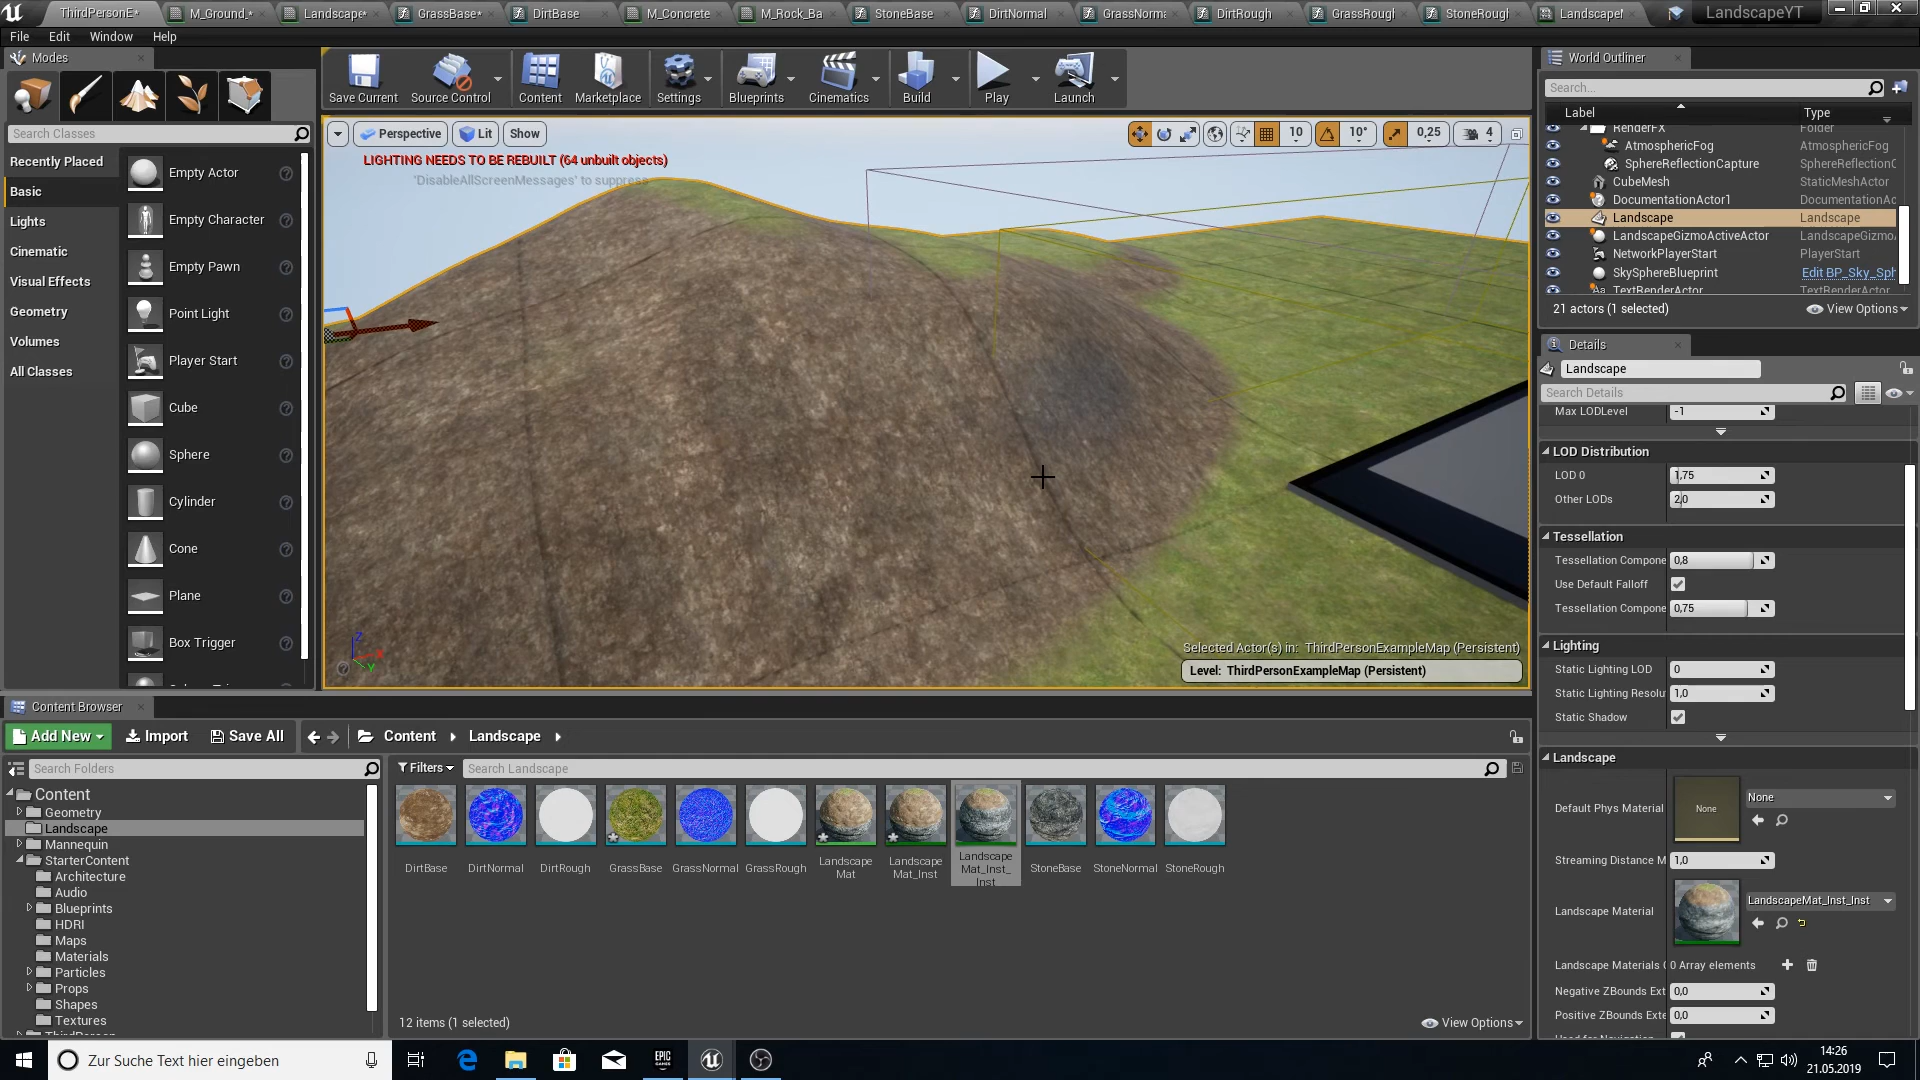 ThirdPersonE*
M_Ground_*
Landscape*
GrassBase*
DirtBase
M_Concrete
M_Rock_Ba
StoneBase
DirtNormal
GrassNorma
DirtRough
GrassRough
StoneRough
LandscapeYT
File Edit Window Help
Modes
Search Classes
Recently Placed
Basic
Lights
Cinematic
Visual Effects
Geometry
Volumes
All Classes
Empty Actor
Empty Character
Empty Pawn
Point Light
Player Start
Cube
Sphere
Cylinder
Cone
Plane
Box Trigger
Save Current
Source Control
Content
Marketplace
Settings
Blueprints
Cinematics
Build
Play
Launch
Perspective
Lit
Show
10
10°
0,25
4
LIGHTING NEEDS TO BE REBUILT (64 unbuilt objects)
'DisableAllScreenMessages' to suppress
Z
X
Y
Selected Actor(s) in: ThirdPersonExampleMap (Persistent)
Level: ThirdPersonExampleMap (Persistent)
World Outliner
Search...
Label Type
RenderFX Folder
AtmosphericFog AtmosphericFog
SphereReflectionCapture SphereReflectionC
CubeMesh StaticMeshActor
DocumentationActor1 DocumentationAc
Landscape Landscape
LandscapeGizmoActiveActor LandscapeGizmoA
NetworkPlayerStart PlayerStart
SkySphereBlueprint Edit BP_Sky_Sph
TextRenderActor TextRenderActor
21 actors (1 selected)
View Options
Details
Landscape
Search Details
Max LODLevel -1
LOD Distribution
LOD 0 1,75
Other LODs 2,0
Tessellation
Tessellation Compone 0,8
Use Default Falloff
Tessellation Compone 0,75
Lighting
Static Lighting LOD 0
Static Lighting Resolu 1,0
Static Shadow
Landscape
Default Phys Material None None
Streaming Distance M 1,0
Landscape Material LandscapeMat_Inst_Inst
Landscape Materials 0 Array elements
Negative ZBounds Ext 0,0
Positive ZBounds Exte 0,0
Used for Navigation
Content Browser
Add New Import Save All
Content Landscape
Search Folders
Filters
Search Landscape
Content
Geometry
Landscape
Mannequin
StarterContent
Architecture
Audio
Blueprints
HDRI
Maps
Materials
Particles
Props
Shapes
Textures
DirtBase
DirtNormal
DirtRough
GrassBase
GrassNormal
GrassRough
Landscape
Mat
Landscape
Mat_Inst
Landscape
Mat_Inst_
Inst
StoneBase
StoneNormal
StoneRough
12 items (1 selected)
View Options
Zur Suche Text hier eingeben
EPIC
GAMES
14:26
21.05.2019